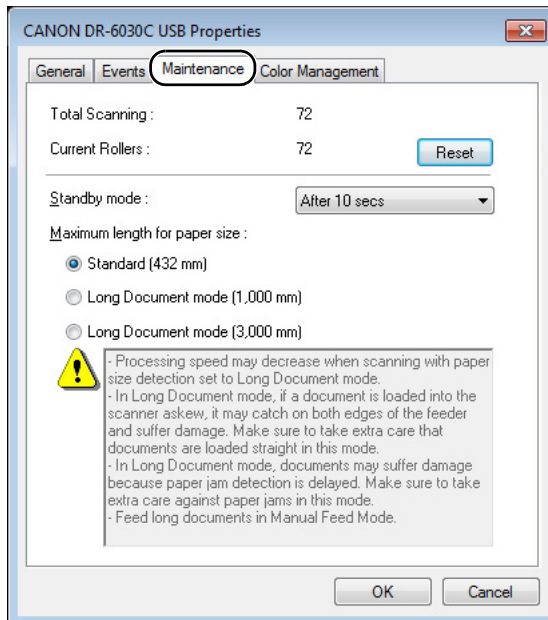 CANON DR-6030C USB Properties
General Events Maintenance Color Management
Total Scanning : 72
Current Rollers : 72 Reset
Standby mode : After 10 secs
Maximum length for paper size :
Standard (432 mm)
Long Document mode (1,000 mm)
Long Document mode (3,000 mm)
- Processing speed may decrease when scanning with paper
size detection set to Long Document mode.
- In Long Document mode, if a document is loaded into the
scanner askew, it may catch on both edges of the feeder
and suffer damage. Make sure to take extra care that
documents are loaded straight in this mode.
- In Long Document mode, documents may suffer damage
because paper jam detection is delayed. Make sure to take
extra care against paper jams in this mode.
- Feed long documents in Manual Feed Mode.
OK Cancel